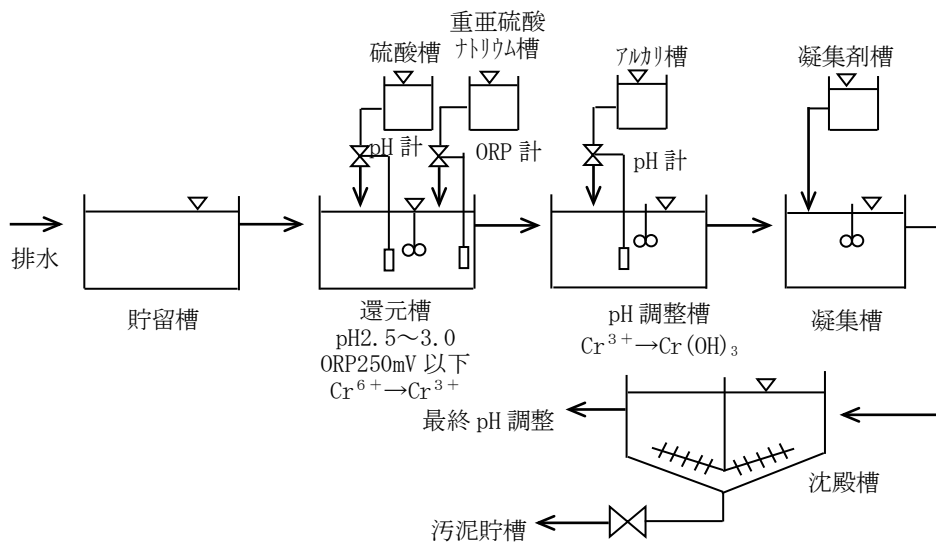 重亜硫酸
ﾅﾄﾘｳﾑ槽
硫酸槽
ｱﾙｶﾘ槽
凝集剤槽
pH 計
ORP 計
pH 計
排水
貯留槽
還元槽
pH2.5～3.0
ORP250mV 以下
Cr⁶⁺→Cr³⁺
pH 調整槽
Cr³⁺→Cr(OH)₃
凝集槽
最終 pH 調整
沈殿槽
汚泥貯槽